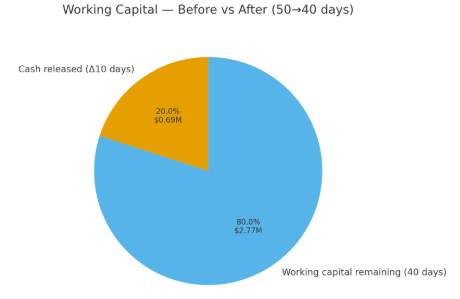 Working Capital — Before vs After (50→40 days)
Cash released (Δ10 days)
20.0%
$0.69M
80.0%
$2.77M
Working capital remaining (40 days)